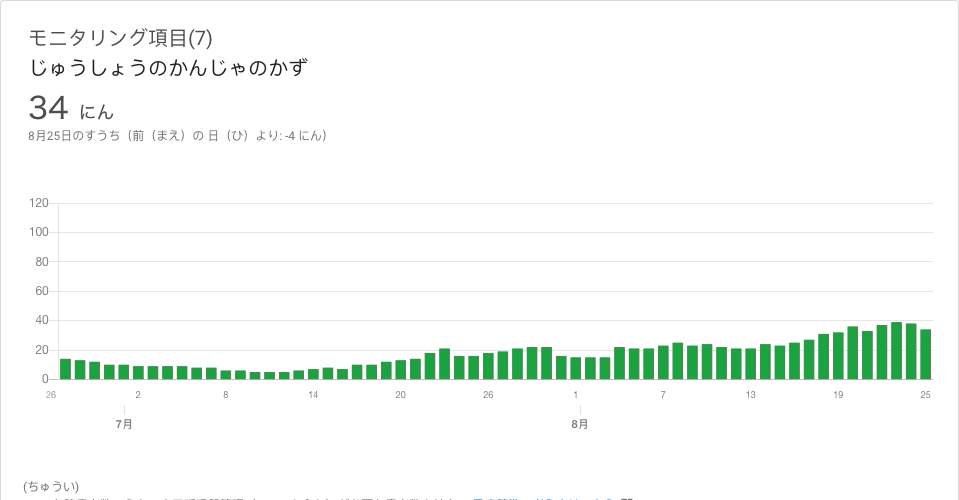 モニタリング項目(7)
じゅうしょうのかんじゃのかず
34 にん
8月25日のすうち（前（まえ）の 日（ひ）より: -4 にん）
120
100
80
60
40
20
0
26 2 8 14 20 26 1 7 13 19 25
7月 8月
(ちゅうい)